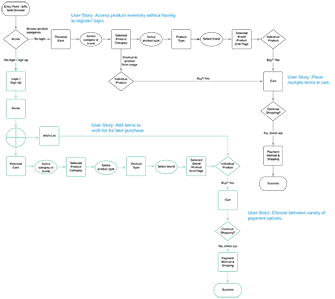 Entry Point - URL
Web Browser
User Story: Access product inventory without having
to register/ login.
Browse product
categories
Home
No login
Personal
Cart
Select
category or
brand
Selected
Product
Category
Select
product type
Product
Type
Select brand
Selected
Brand
Product
Grid Page
Individual
Product
Shortcut to
product
from image
Yes login / sign up
Buy? Yes
Buy? Yes
Individual
Product
Cart
User Story: Place
multiple items in cart.
Login /
Sign Up
Home
Continue
Shopping?
User Story: Add items to
wish list for later purchase
Wish List
No, check out
Personal
Cart
Select
category or
brand
Selected
Product
Category
Select
product type
Product
Type
Select brand
Selected
Brand
Product
Grid Page
Individual
Product
Payment
Method &
Shipping
Buy? Yes
Success
Cart
User Story: Choose between variety of
payment options.
Continue
Shopping?
No, check out
Payment
Method &
Shipping
Success